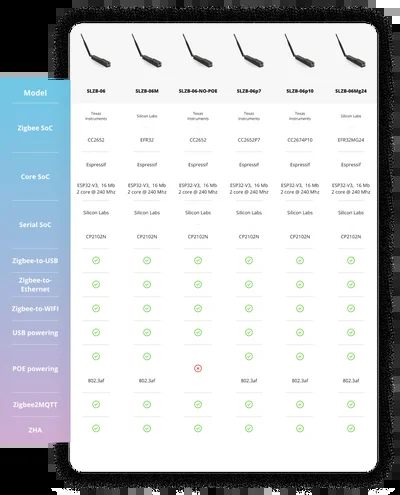 Model
SLZB-06 SLZB-06M SLZB-06-NO-POE SLZB-06p7 SLZB-06p10 SLZB-06Mg24
Zigbee SoC
Texas Instruments Silicon Labs Texas Instruments Texas Instruments Texas Instruments Silicon Labs
CC2652 EFR32 CC2652 CC2652P7 CC2674P10 EFR32MG24
Core SoC
Espressif Espressif Espressif Espressif Espressif Espressif
ESP32-V3, 16 Mb ESP32-V3, 16 Mb ESP32-V3, 16 Mb ESP32-V3, 16 Mb ESP32-V3, 16 Mb ESP32-V3, 16 Mb
2 core @ 240 Mhz 2 core @ 240 Mhz 2 core @ 240 Mhz 2 core @ 240 Mhz 2 core @ 240 Mhz 2 core @ 240 Mhz
Serial SoC
Silicon Labs Silicon Labs Silicon Labs Silicon Labs Silicon Labs Silicon Labs
CP2102N CP2102N CP2102N CP2102N CP2102N CP2102N
Zigbee-to-USB
Zigbee-to-
Ethernet
Zigbee-to-WIFI
USB powering
POE powering
802.3af 802.3af 802.3af 802.3af 802.3af
Zigbee2MQTT
ZHA